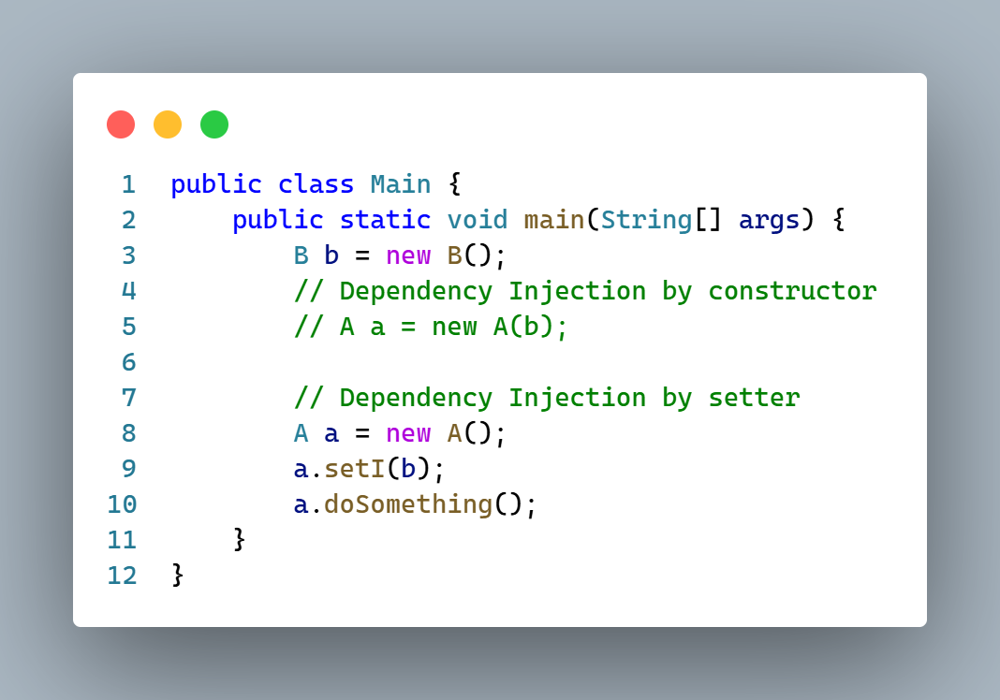 1 public class Main {
2     public static void main(String[] args) {
3         B b = new B();
4         // Dependency Injection by constructor
5         // A a = new A(b);
6
7         // Dependency Injection by setter
8         A a = new A();
9         a.setI(b);
10         a.doSomething();
11     }
12 }